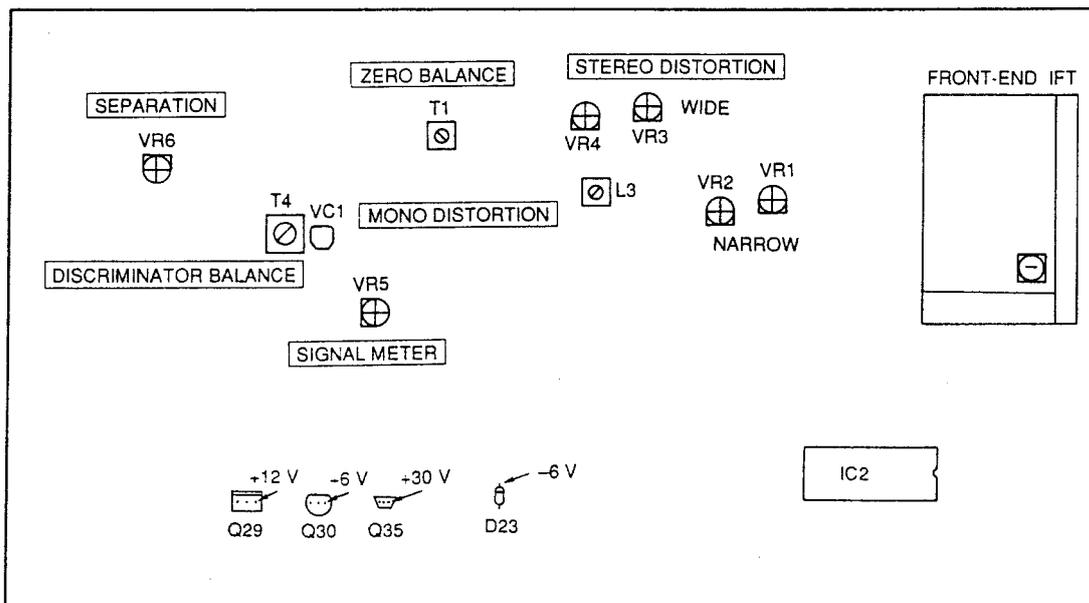 ZERO BALANCE
STEREO DISTORTION
FRONT-END IFT
SEPARATION
T1
WIDE
VR4
VR3
VR6
VR2
VR1
L3
T4
VC1
MONO DISTORTION
NARROW
DISCRIMINATOR BALANCE
VR5
SIGNAL METER
IC2
+12 V
-6 V
+30 V
-6 V
Q29
Q30
Q35
D23